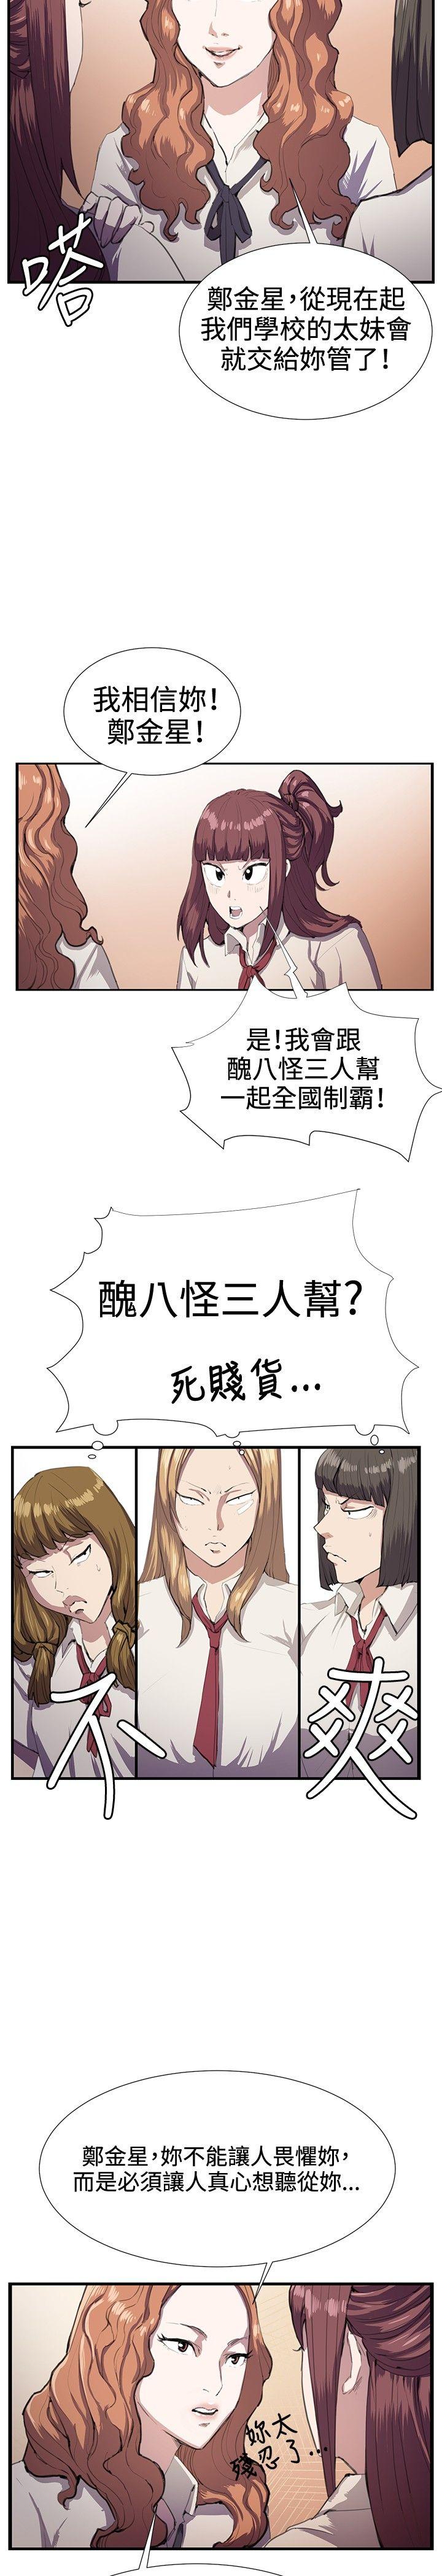 嗒
鄭金星，從現在起
我們學校的太妹會
就交給妳管了！
我相信妳！
鄭金星！
是！我會跟
醜八怪三人幫
一起全國制霸！
醜八怪三人幫？
死賤貨…
不爽
鄭金星，妳不能讓人畏懼妳，
而是必須讓人真心想聽從妳…
妳太
殘忍了…